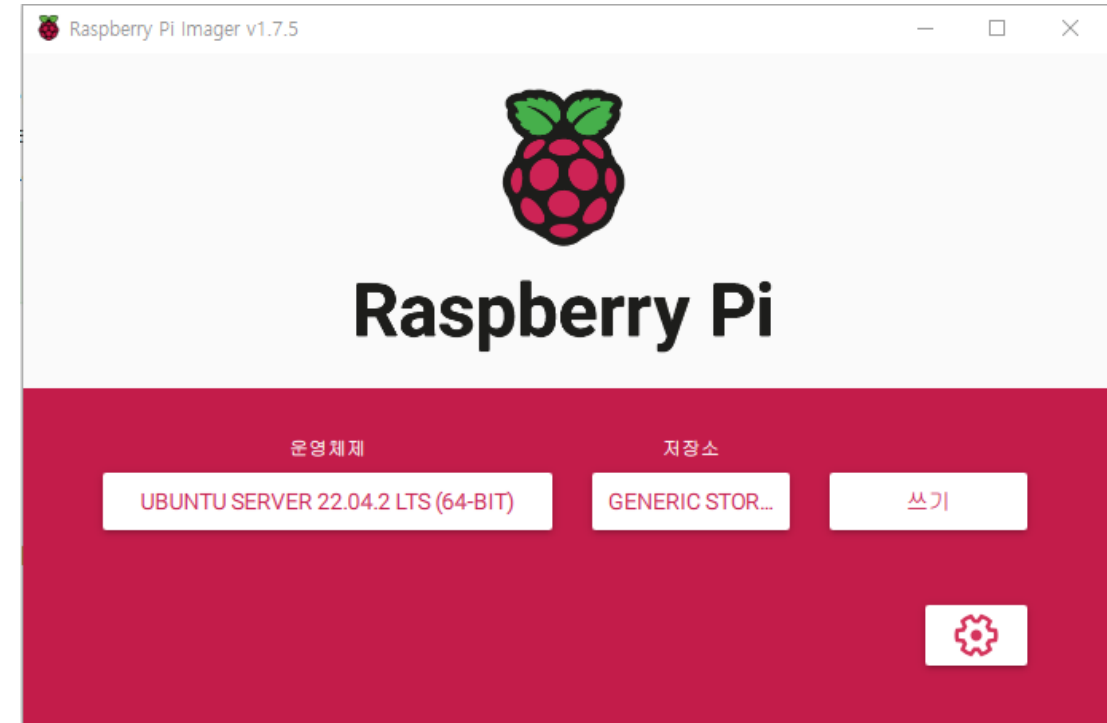 Raspberry Pi Imager v1.7.5
Raspberry Pi
운영체제 저장소
UBUNTU SERVER 22.04.2 LTS (64-BIT) GENERIC STOR... 쓰기